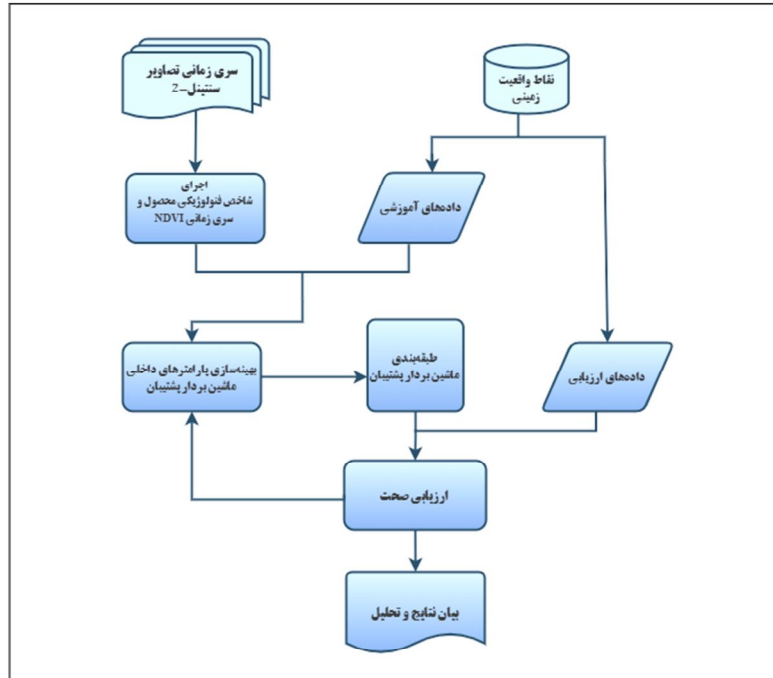 سری زمانی تصاویر
سنتینل-2
نقاط واقعیت
زمینی
اجرای
شاخص فنولوژیکی محصول و
سری زمانی NDVI
داده‌های آموزشی
بهینه‌سازی پارامترهای داخلی
ماشین بردار پشتیبان
طبقه‌بندی
ماشین بردار پشتیبان
داده‌های ارزیابی
ارزیابی صحت
بیان نتایج و تحلیل